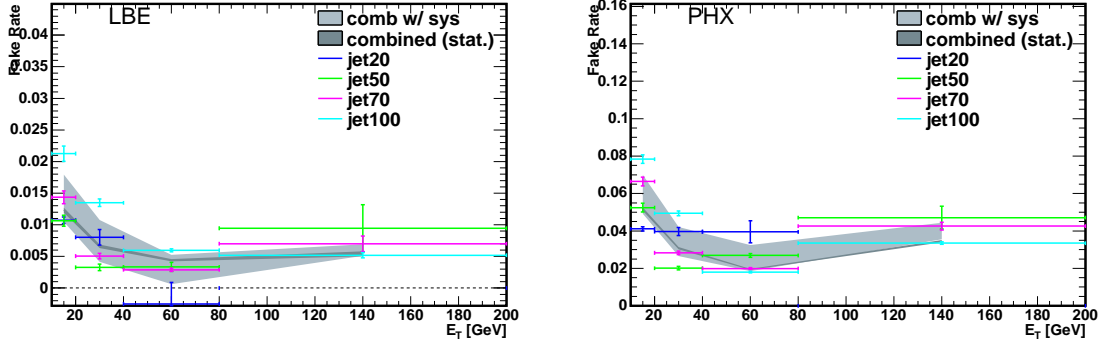 LBE
Fake Rate
comb w/ sys
combined (stat.)
jet20
jet50
jet70
jet100
0.04
0.035
0.03
0.025
0.02
0.015
0.01
0.005
0
20 40 60 80 100 120 140 160 180 200
E_T [GeV]
PHX
Fake Rate
comb w/ sys
combined (stat.)
jet20
jet50
jet70
jet100
0.16
0.14
0.12
0.1
0.08
0.06
0.04
0.02
0
20 40 60 80 100 120 140 160 180 200
E_T [GeV]